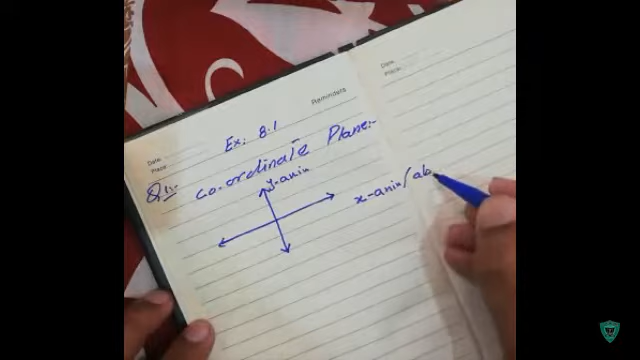 Date
Place
Reminders
Date
Place
Ex: 8.1
Q1:- Co-ordinate Plane:-
y-axis
x-axis/ab